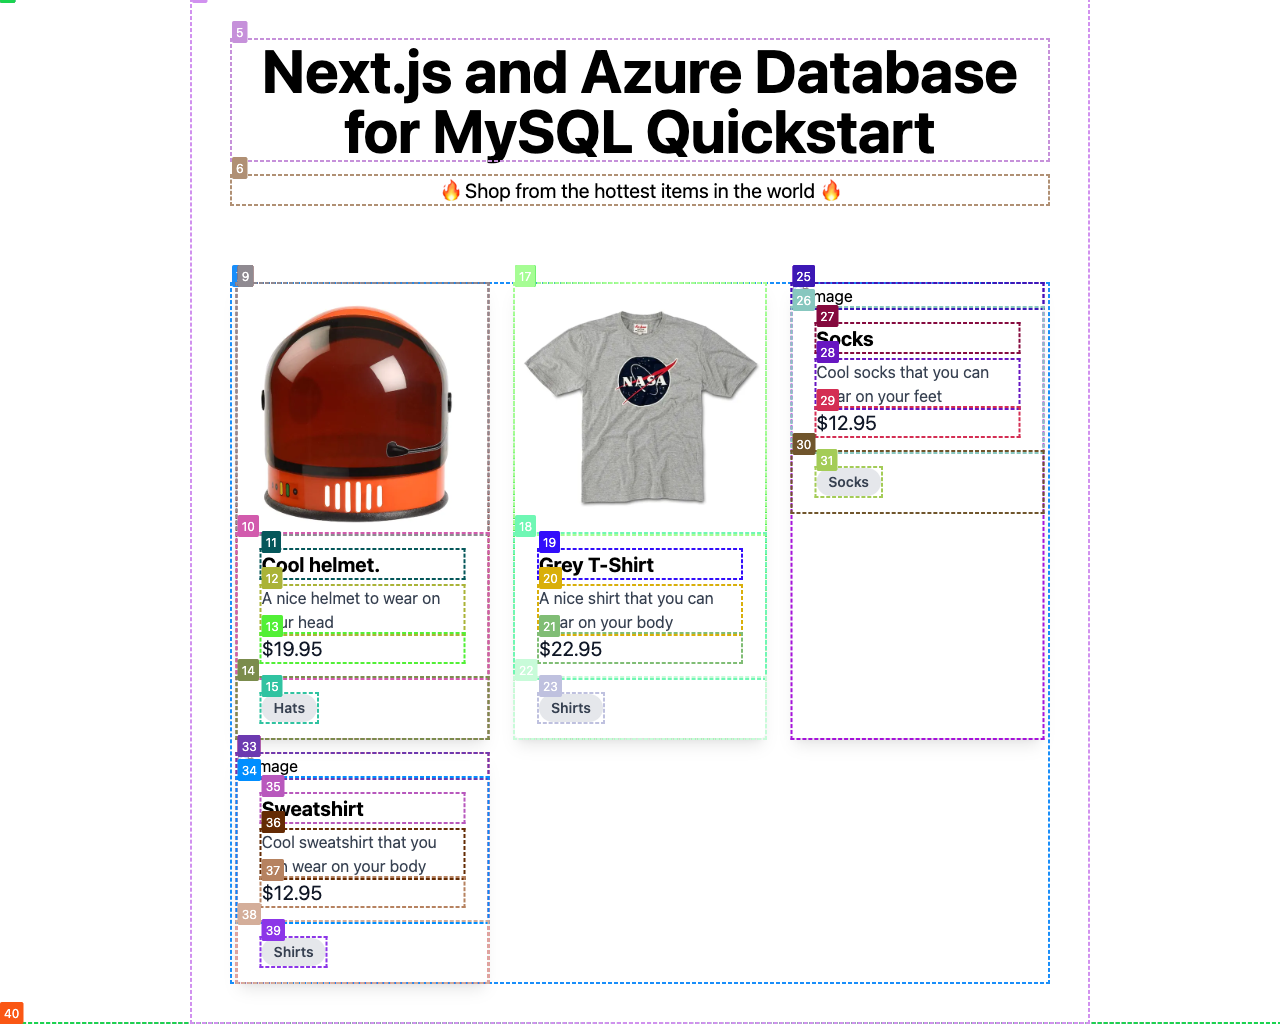 5
Next.js and Azure Database
for MySQL Quickstart
6
🔥 Shop from the hottest items in the world 🔥
9
17
NASA
25
26
mage
27
Socks
28
Cool socks that you can
29
ar on your feet
$12.95
30
31
Socks
10
11
Cool helmet.
12
A nice helmet to wear on
13
ur head
$19.95
14
15
Hats
18
19
Grey T-Shirt
20
A nice shirt that you can
21
ar on your body
$22.95
22
23
Shirts
33
34
mage
35
Sweatshirt
36
Cool sweatshirt that you
37
n wear on your body
$12.95
38
39
Shirts
40